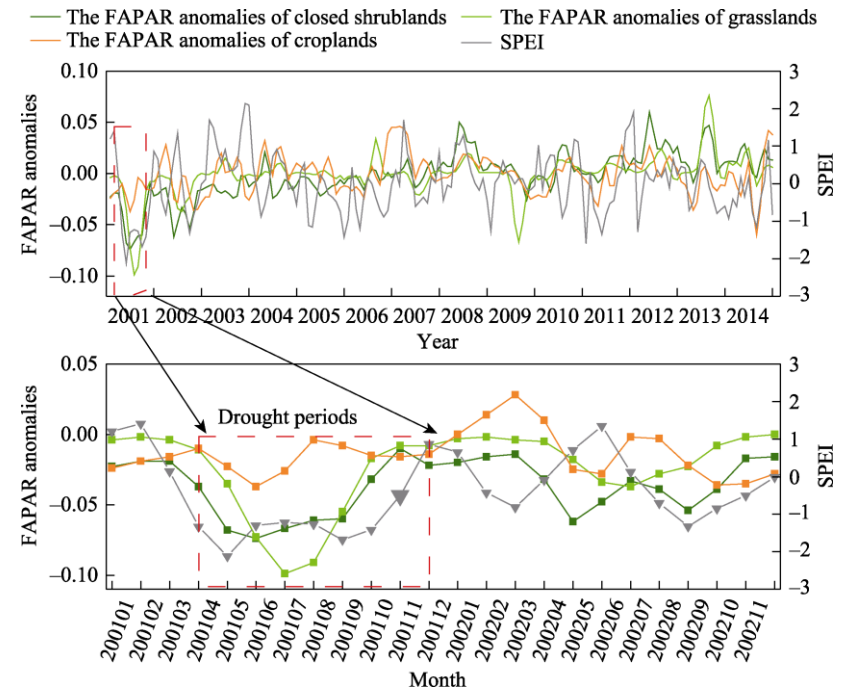 The FAPAR anomalies of closed shrublands
The FAPAR anomalies of grasslands
The FAPAR anomalies of croplands
SPEI
0.10
0.05
0.00
–0.05
–0.10
FAPAR anomalies
3
2
1
0
–1
–2
–3
SPEI
2001 2002 2003 2004 2005 2006 2007 2008 2009 2010 2011 2012 2013 2014
Year
0.05
0.00
–0.05
–0.10
FAPAR anomalies
Drought periods
3
2
1
0
–1
–2
–3
SPEI
200101 200102 200103 200104 200105 200106 200107 200108 200109 200110 200111 200112 200201 200202 200203 200204 200205 200206 200207 200208 200209 200210 200211
Month